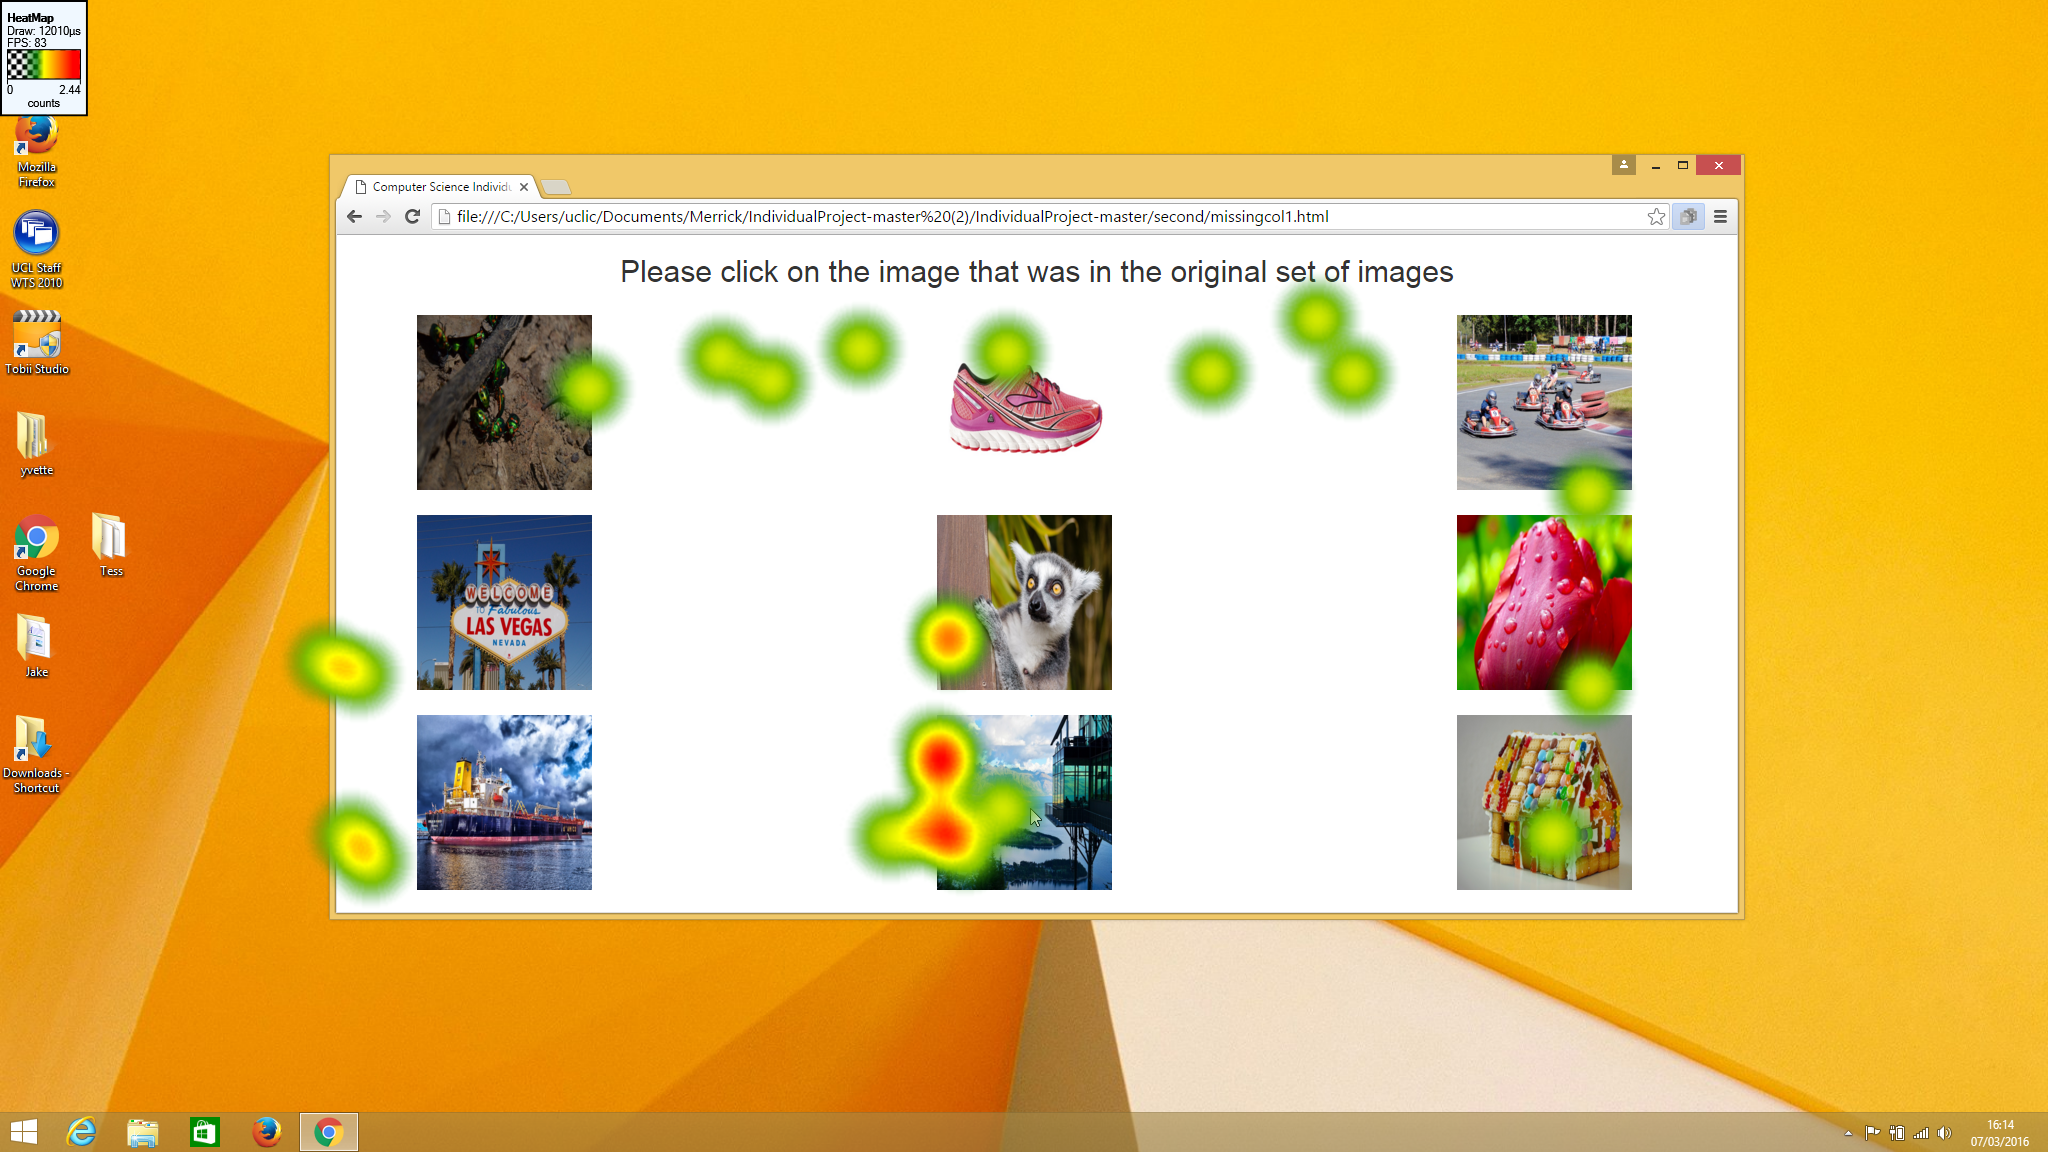 HeatMap
Draw: 12010µs
FPS: 83
0 2.44
counts
Mozilla
Firefox
UCL Staff
WTS 2010
Tobii Studio
yvette
Google
Chrome
Tess
Jake
Downloads -
Shortcut
Computer Science Individu
file:///C:/Users/uclic/Documents/Merrick/IndividualProject-master%20(2)/IndividualProject-master/second/missingcol1.html
Please click on the image that was in the original set of images
WELCOME
TO Fabulous
LAS VEGAS
NEVADA
16:14
07/03/2016